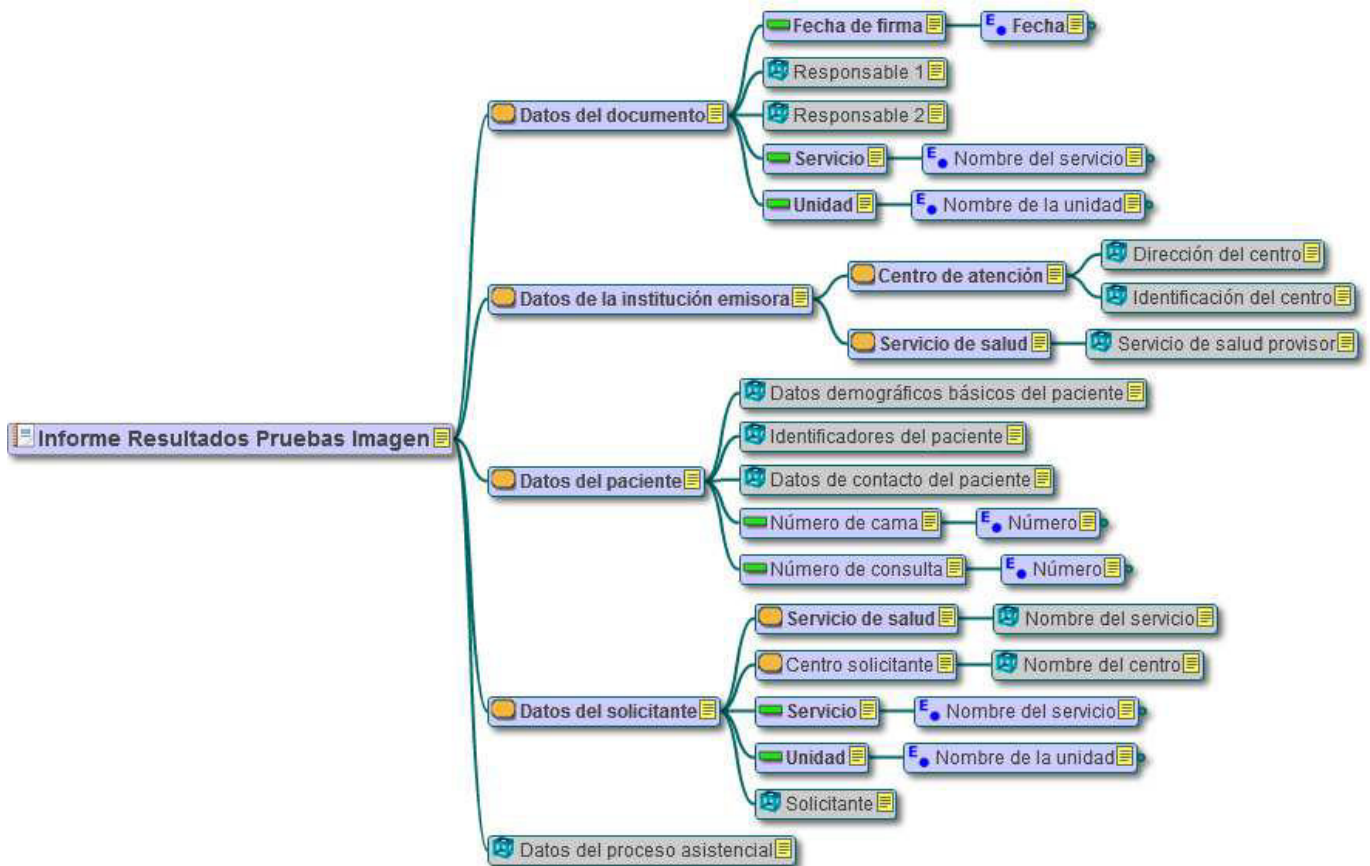 Informe Resultados Pruebas Imagen
Datos del documento
Fecha de firma
E Fecha
Responsable 1
Responsable 2
Servicio
E Nombre del servicio
Unidad
E Nombre de la unidad
Datos de la institución emisora
Centro de atención
Dirección del centro
Identificación del centro
Servicio de salud
Servicio de salud provisor
Datos del paciente
Datos demográficos básicos del paciente
Identificadores del paciente
Datos de contacto del paciente
Número de cama
E Número
Número de consulta
E Número
Datos del solicitante
Servicio de salud
Nombre del servicio
Centro solicitante
Nombre del centro
Servicio
E Nombre del servicio
Unidad
E Nombre de la unidad
Solicitante
Datos del proceso asistencial